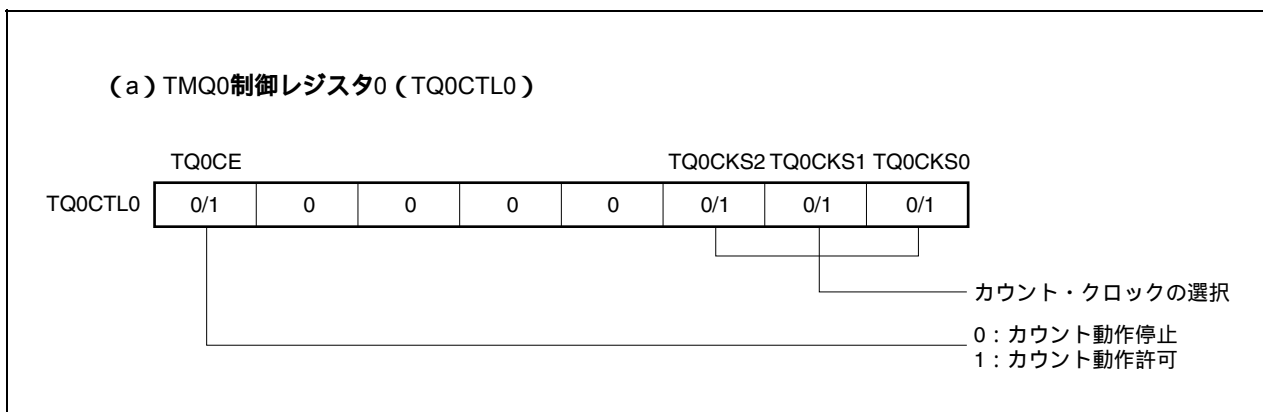 (a)TMQ0制御レジスタ0(TQ0CTL0)
TQ0CE TQ0CKS2 TQ0CKS1 TQ0CKS0
TQ0CTL0 0/1 0 0 0 0 0/1 0/1 0/1
カウント・クロックの選択
0:カウント動作停止
1:カウント動作許可